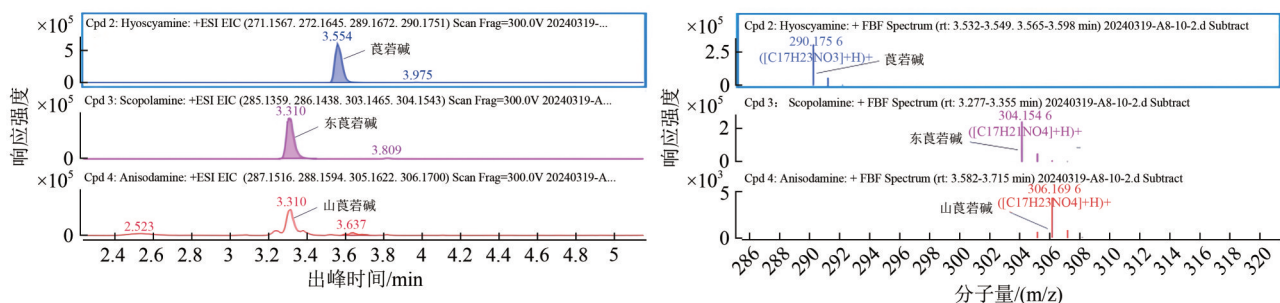 Cpd 2: Hyoscyamine: +ESI EIC (271.1567. 272.1645. 289.1672. 290.1751) Scan Frag=300.0V 20240319-...
×10⁵
3.554
莨菪碱
5
3.975
0
Cpd 3: Scopolamine: +ESI EIC (285.1359. 286.1438. 303.1465. 304.1543) Scan Frag=300.0V 20240319-A...
×10⁵
3.310
东莨菪碱
3.809
0
Cpd 4: Anisodamine: +ESI EIC (287.1516. 288.1594. 305.1622. 306.1700) Scan Frag=300.0V 20240319-A...
×10⁵
3.310
山莨菪碱
2.523
3.637
0
响应强度
2.4 2.6 2.8 3 3.2 3.4 3.6 3.8 4 4.2 4.4 4.6 4.8 5
出峰时间/min
Cpd 2: Hyoscyamine: + FBF Spectrum (rt: 3.532-3.549. 3.565-3.598 min) 20240319-A8-10-2.d Subtract
×10⁵
290.175 6
([C17H23NO3]+H)+
2.5
莨菪碱
0
Cpd 3: Scopolamine: + FBF Spectrum (rt: 3.277-3.355 min) 20240319-A8-10-2.d Subtract
×10⁵
304.154 6
([C17H21NO4]+H)+
2
东莨菪碱
0
Cpd 4: Anisodamine: + FBF Spectrum (rt: 3.582-3.715 min) 20240319-A8-10-2.d Subtract
×10³
306.169 6
([C17H23NO4]+H)+
5
山莨菪碱
0
响应强度
286 288 290 292 294 296 298 300 302 304 306 308 310 312 314 316 318 320
分子量/(m/z)